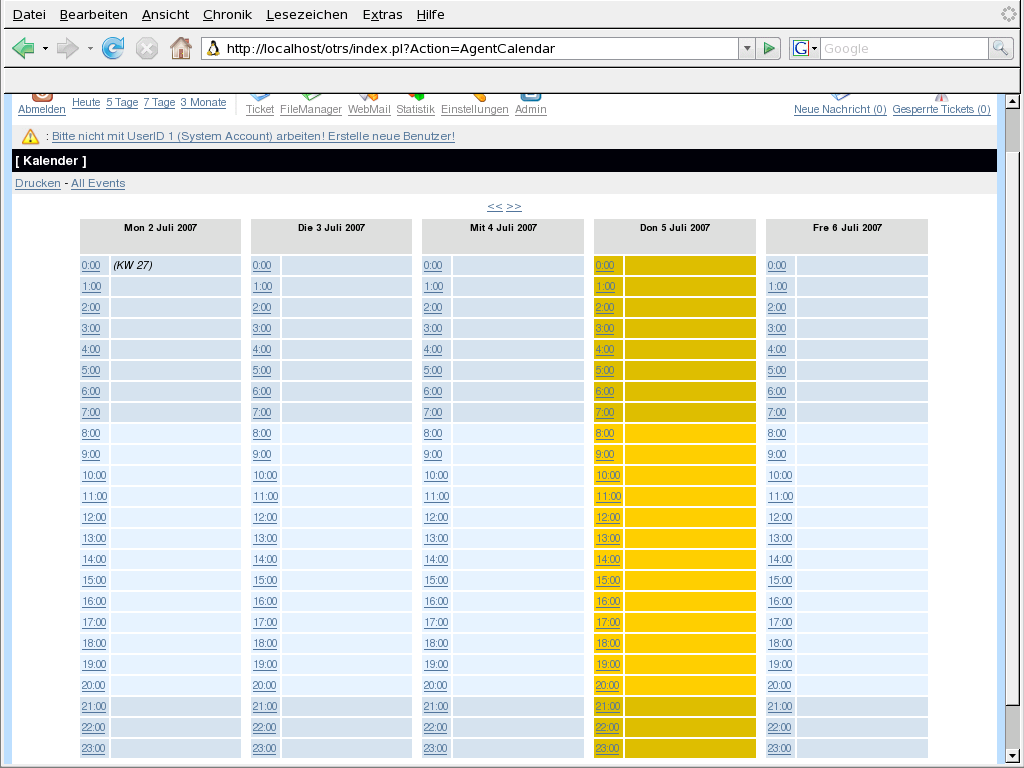 Datei Bearbeiten Ansicht Chronik Lesezeichen Extras Hilfe
http://localhost/otrs/index.pl?Action=AgentCalendar
G Google
Abmelden Heute 5 Tage 7 Tage 3 Monate Ticket FileManager WebMail Statistik Einstellungen Admin Neue Nachricht (0) Gesperrte Tickets (0)
: Bitte nicht mit UserID 1 (System Account) arbeiten! Erstelle neue Benutzer!
[ Kalender ]
Drucken - All Events
<< >>
Mon 2 Juli 2007 Die 3 Juli 2007 Mit 4 Juli 2007 Don 5 Juli 2007 Fre 6 Juli 2007
0:00 (KW 27) 0:00 0:00 0:00 0:00
1:00 1:00 1:00 1:00 1:00
2:00 2:00 2:00 2:00 2:00
3:00 3:00 3:00 3:00 3:00
4:00 4:00 4:00 4:00 4:00
5:00 5:00 5:00 5:00 5:00
6:00 6:00 6:00 6:00 6:00
7:00 7:00 7:00 7:00 7:00
8:00 8:00 8:00 8:00 8:00
9:00 9:00 9:00 9:00 9:00
10:00 10:00 10:00 10:00 10:00
11:00 11:00 11:00 11:00 11:00
12:00 12:00 12:00 12:00 12:00
13:00 13:00 13:00 13:00 13:00
14:00 14:00 14:00 14:00 14:00
15:00 15:00 15:00 15:00 15:00
16:00 16:00 16:00 16:00 16:00
17:00 17:00 17:00 17:00 17:00
18:00 18:00 18:00 18:00 18:00
19:00 19:00 19:00 19:00 19:00
20:00 20:00 20:00 20:00 20:00
21:00 21:00 21:00 21:00 21:00
22:00 22:00 22:00 22:00 22:00
23:00 23:00 23:00 23:00 23:00